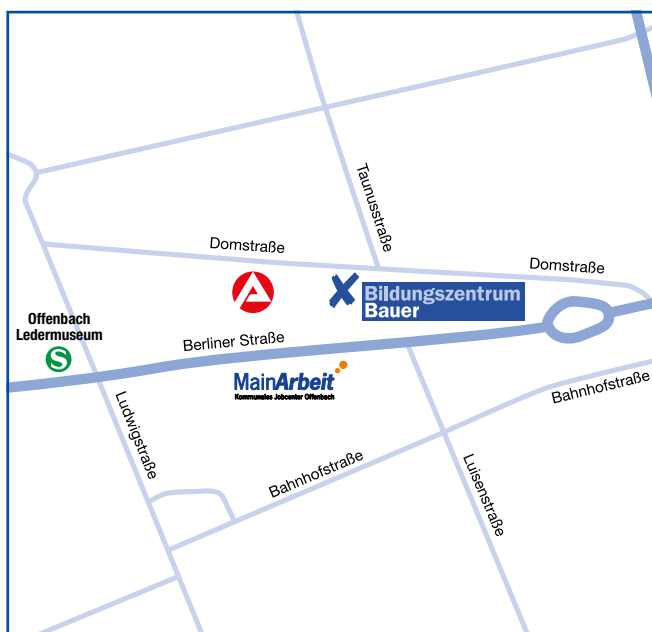 Taunusstraße
Domstraße
Domstraße
Offenbach
Ledermuseum
S
Bildungszentrum
Bauer
Berliner Straße
MainArbeit
Kommunales Jobcenter Offenbach
Ludwigstraße
Bahnhofstraße
Bahnhofstraße
Luisenstraße